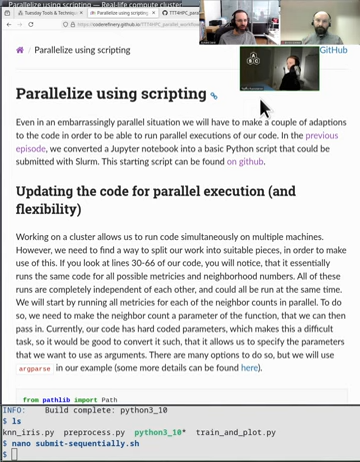 Parallelize using scripting — Real-life compute cluster
Tuesday Tools & Technique
Parallelize using scripting
/ Parallelize using scripting
GitHub
Parallelize using scripting
Even in an embarrassingly parallel situation we will have to make a couple of adaptions
to the code in order to be able to run parallel executions of our code. In the previous
episode, we converted a Jupyter notebook into a basic Python script that could be
submitted with Slurm. This starting script can be found on github.
Updating the code for parallel execution (and
flexibility)
Working on a cluster allows us to run code simultaneously on multiple machines.
However, we need to find a way to split our work into suitable pieces, in order to make
use of this. If you look at lines 30-66 of our code, you will notice, that it essentially
runs the same code for all possible metricies and neighborhood numbers. All of these
runs are completely independent of each other, and could all be run at the same time.
We will start by running all metricies for each of the neighbor counts in parallel. To do
so, we need to make the neighbor count a parameter of the function, that we can then
pass in. Currently, our code has hard coded parameters, which makes this a difficult
task, so it would be good to convert it such, that it allows us to specify the parameters
that we want to use as arguments. There are many options to do so, but we will use
argparse in our example (some more details can be found here).
from pathlib import Path
INFO: Build complete: python3_10
$ ls
knn_iris.py preprocess.py python3_10* train_and_plot.py
$ nano submit-sequentially.sh
$